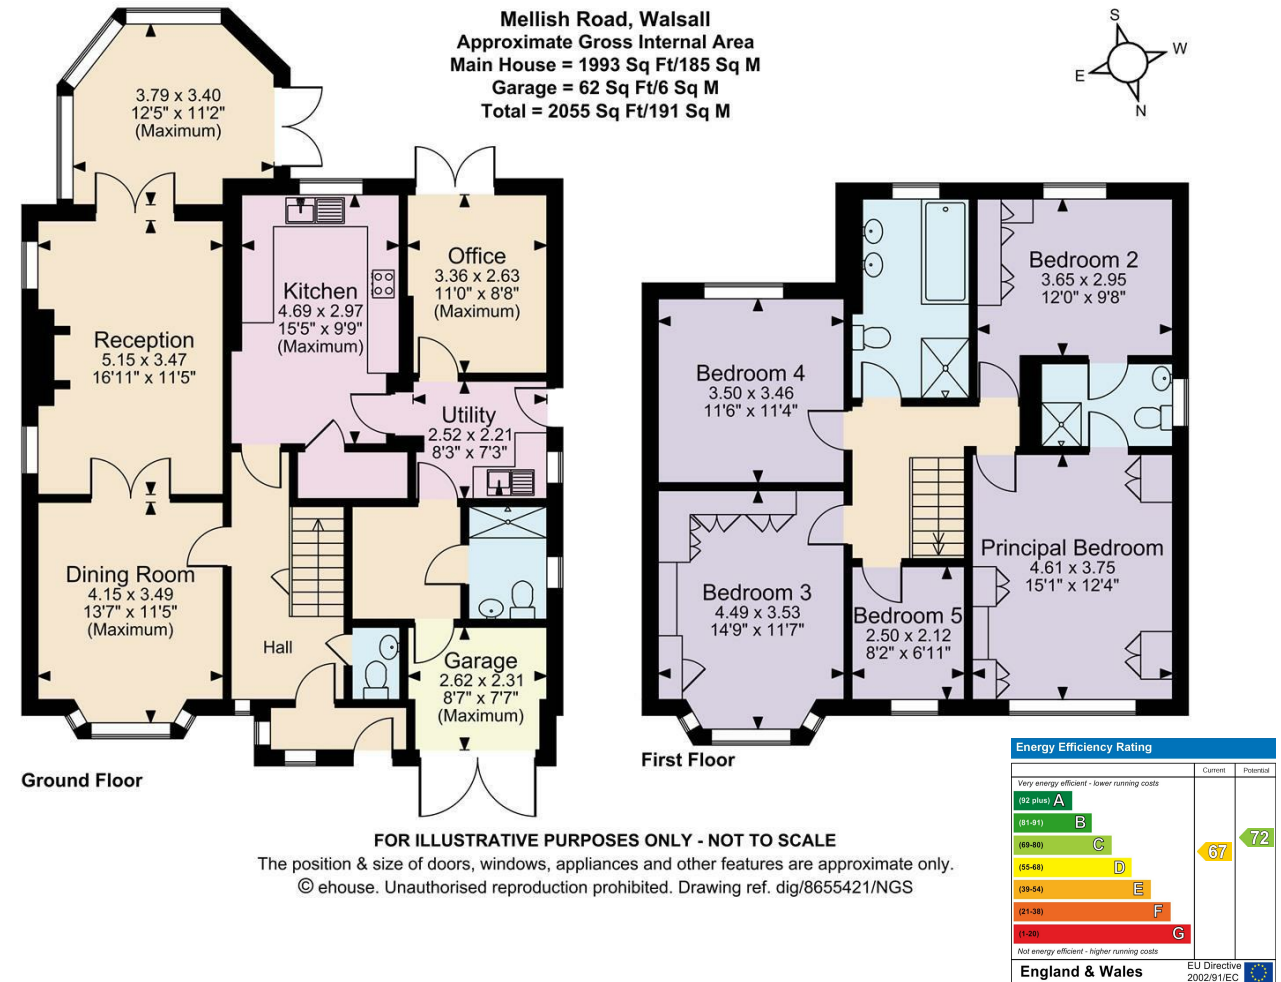 Mellish Road, Walsall
Approximate Gross Internal Area
Main House = 1993 Sq Ft/185 Sq M
Garage = 62 Sq Ft/6 Sq M
Total = 2055 Sq Ft/191 Sq M
S
W
E
N
3.79 x 3.40
12'5" x 11'2"
(Maximum)
Reception
5.15 x 3.47
16'11" x 11'5"
Kitchen
4.69 x 2.97
15'5" x 9'9"
(Maximum)
Office
3.36 x 2.63
11'0" x 8'8"
(Maximum)
Utility
2.52 x 2.21
8'3" x 7'3"
Dining Room
4.15 x 3.49
13'7" x 11'5"
(Maximum)
Hall
Garage
2.62 x 2.31
8'7" x 7'7"
(Maximum)
Ground Floor
Bedroom 2
3.65 x 2.95
12'0" x 9'8"
Bedroom 4
3.50 x 3.46
11'6" x 11'4"
Principal Bedroom
4.61 x 3.75
15'1" x 12'4"
Bedroom 3
4.49 x 3.53
14'9" x 11'7"
Bedroom 5
2.50 x 2.12
8'2" x 6'11"
First Floor
FOR ILLUSTRATIVE PURPOSES ONLY - NOT TO SCALE
The position & size of doors, windows, appliances and other features are approximate only.
© ehouse. Unauthorised reproduction prohibited. Drawing ref. dig/8655421/NGS
Energy Efficiency Rating
Current Potential
Very energy efficient - lower running costs
(92 plus) A
(81-91) B
(69-80) C
(55-68) D
(39-54) E
(21-38) F
(1-20) G
67
72
Not energy efficient - higher running costs
England & Wales
EU Directive
2002/91/EC